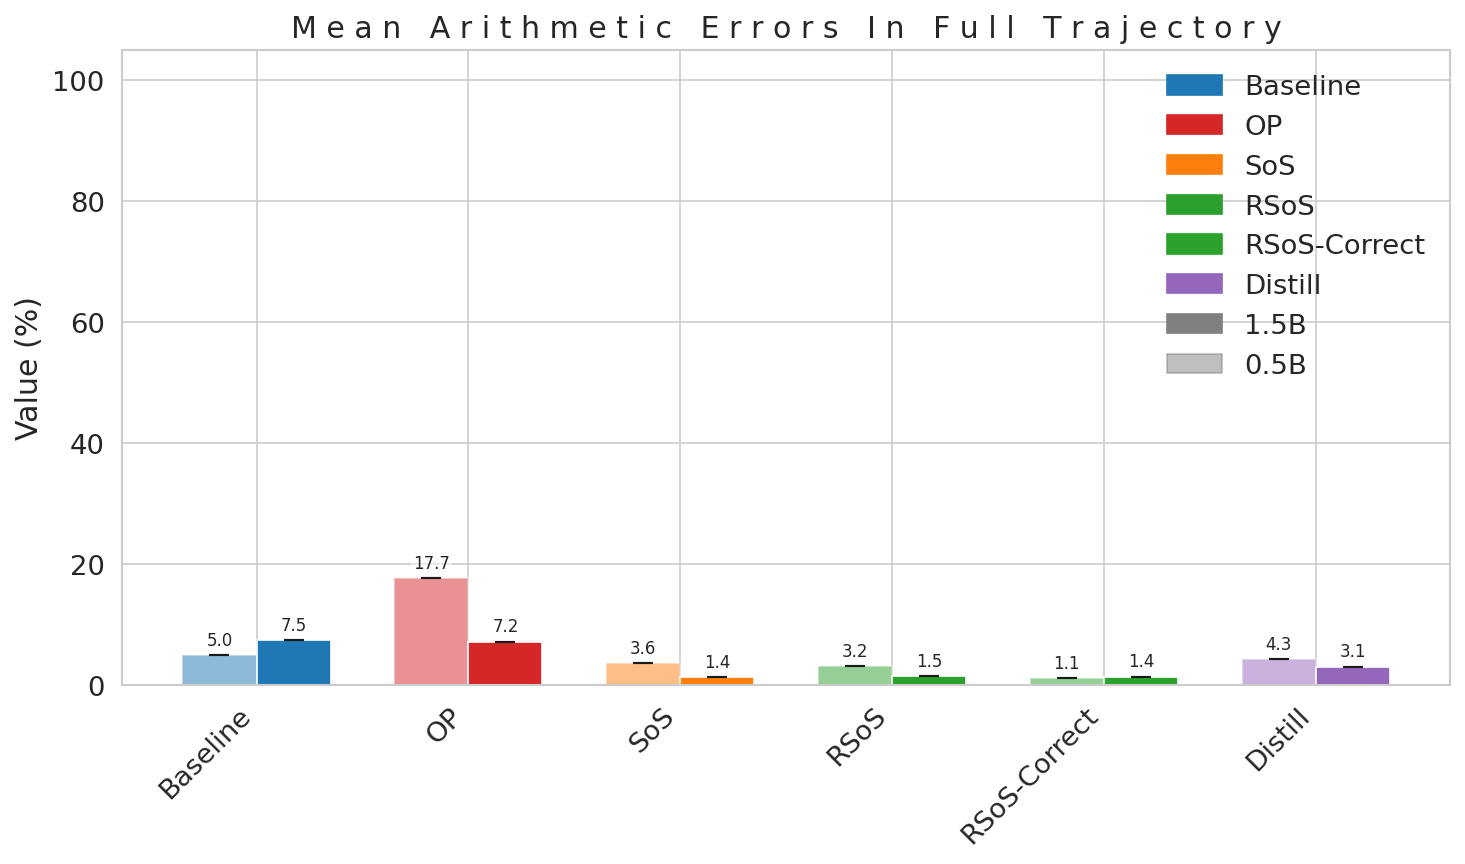 Mean Arithmetic Errors In Full Trajectory
Value (%)
100
80
60
40
20
0
Baseline
OP
SoS
RSoS
RSoS-Correct
Distill
1.5B
0.5B
5.0
7.5
17.7
7.2
3.6
1.4
3.2
1.5
1.1
1.4
4.3
3.1
Baseline
OP
SoS
RSoS
RSoS-Correct
Distill